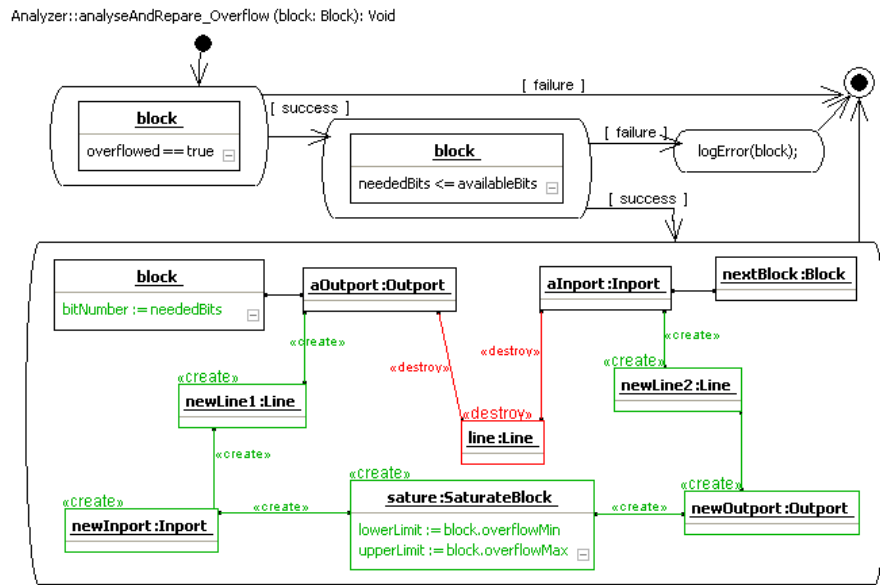 Analyzer::analyseAndRepare_Overflow (block: Block): Void
[ failure ]
[ success ]
block
overflowed == true
[ failure ]
block
neededBits <= availableBits
logError(block);
[ success ]
block
bitNumber := neededBits
aOutport :Outport
aInport :Inport
nextBlock :Block
«create»
«destroy»
«destroy»
«create»
«create»
newLine1 :Line
«create»
newLine2 :Line
«destroy»
line :Line
«create»
«create»
sature :SaturateBlock
lowerLimit := block.overflowMin
upperLimit := block.overflowMax
«create»
newInport :Inport
«create»
«create»
«create»
newOutport :Outport